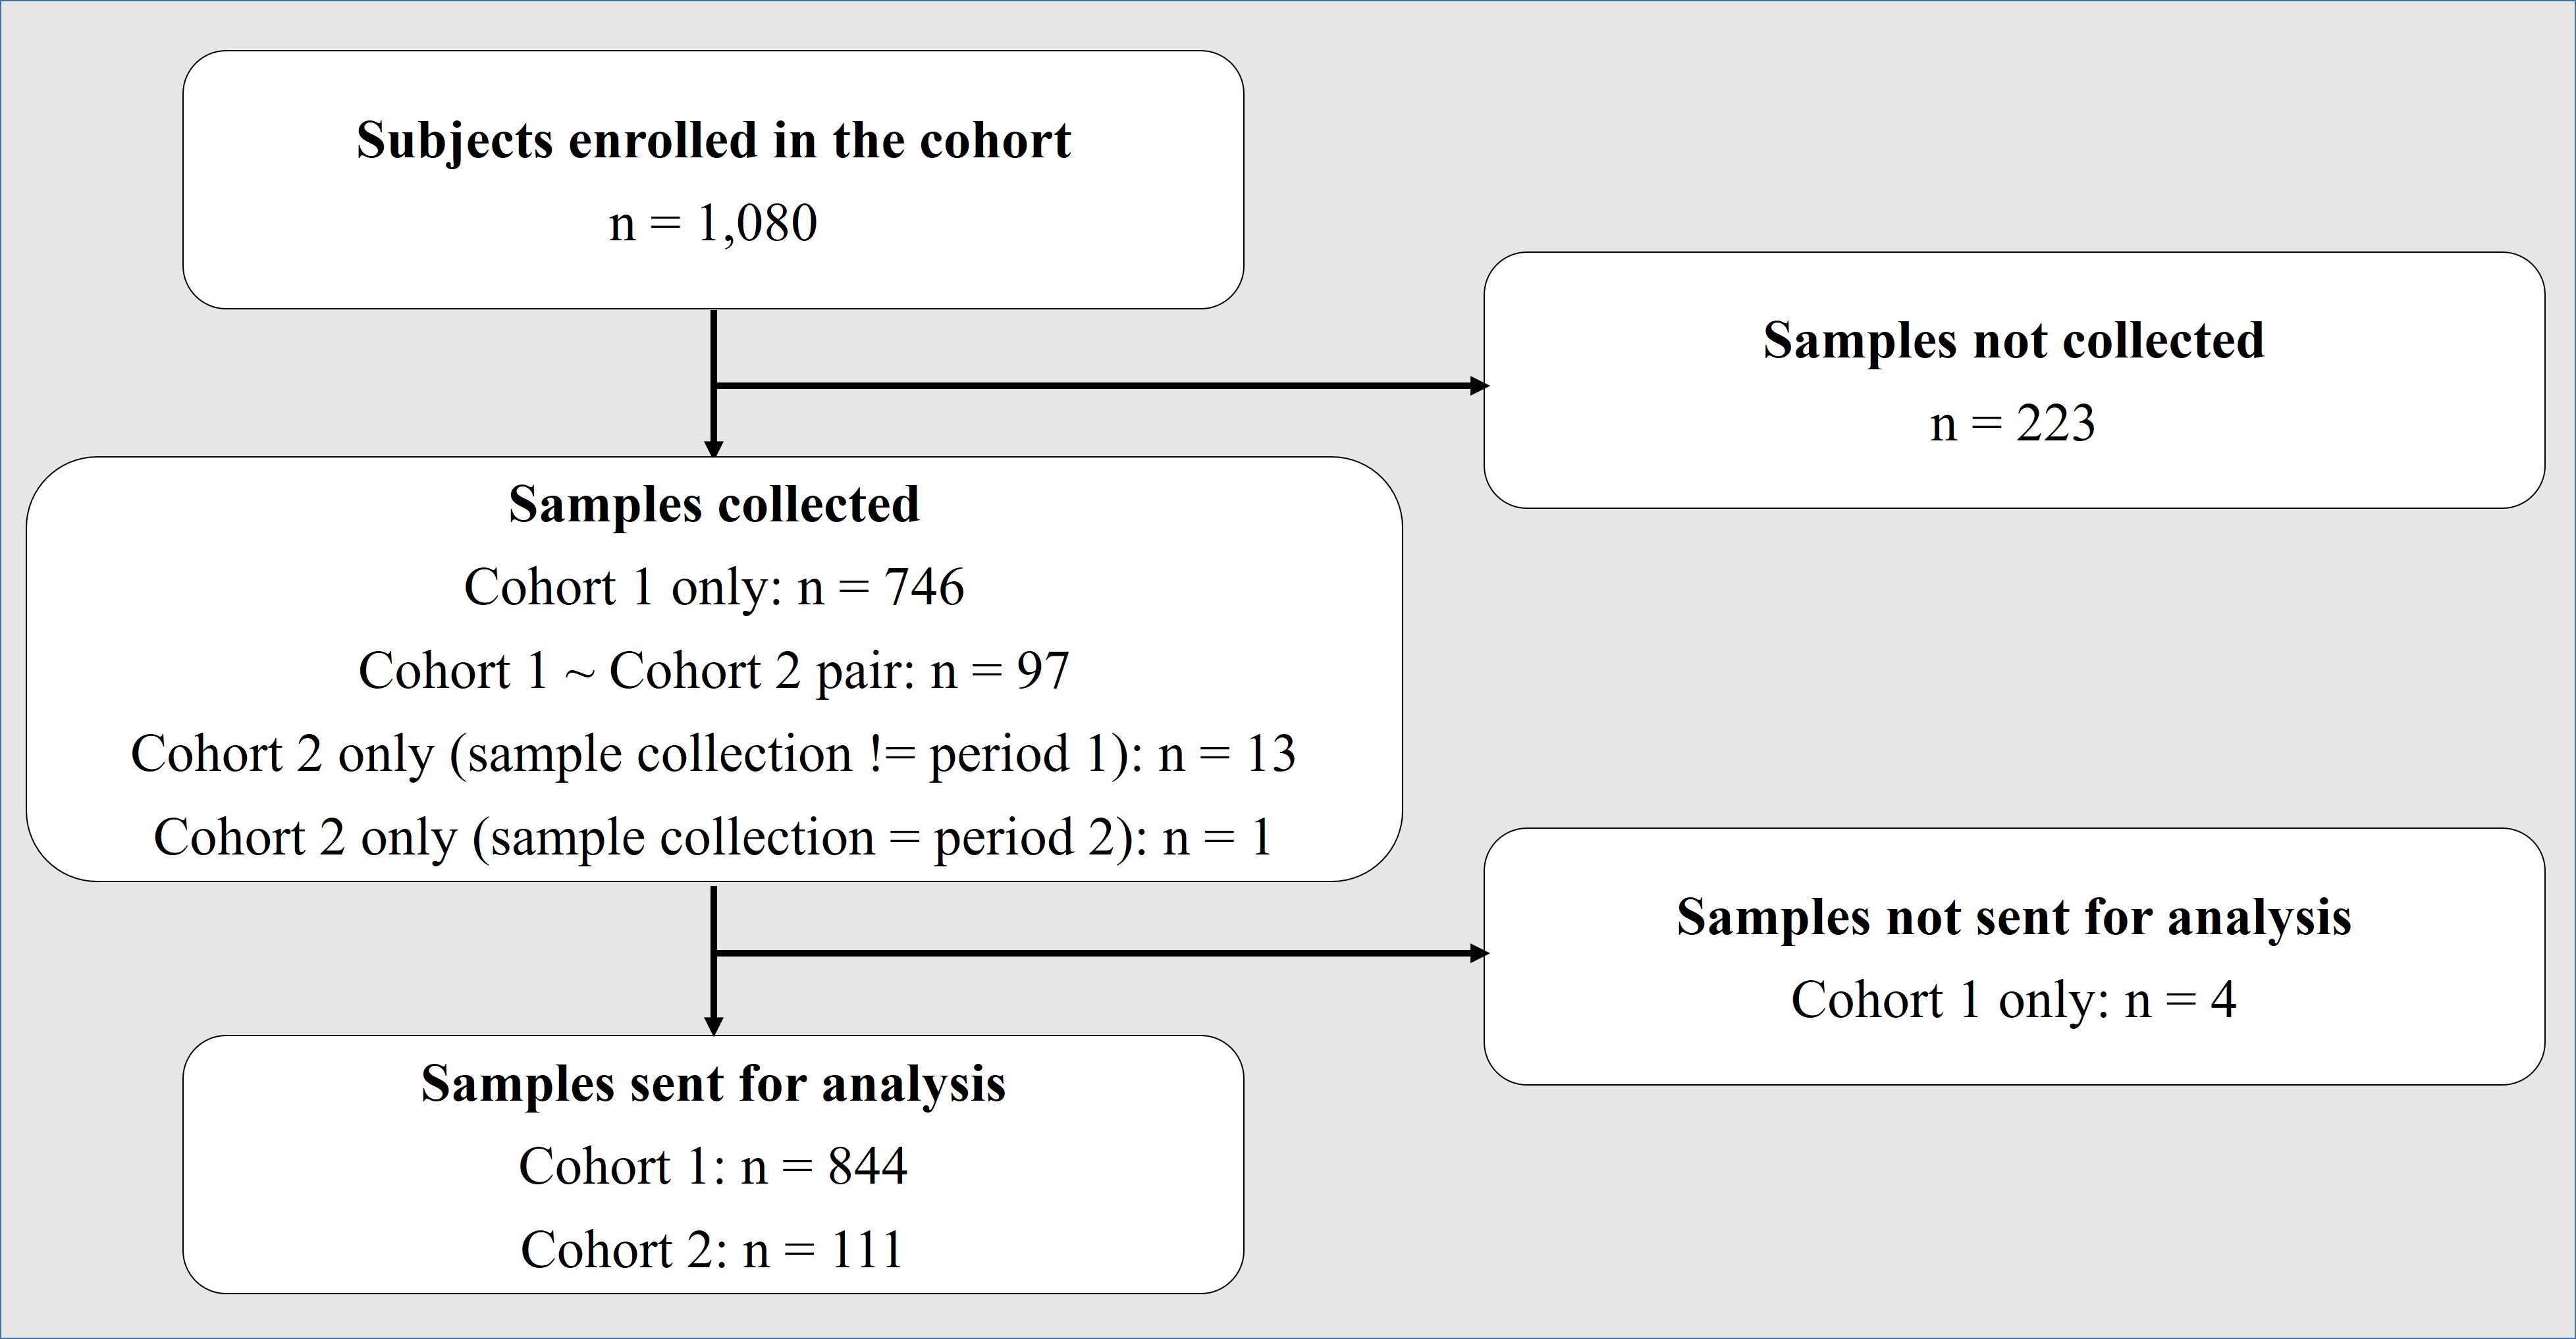 Subjects enrolled in the cohort
n = 1,080
Samples not collected
n = 223
Samples collected
Cohort 1 only: n = 746
Cohort 1 ~ Cohort 2 pair: n = 97
Cohort 2 only (sample collection != period 1): n = 13
Cohort 2 only (sample collection = period 2): n = 1
Samples not sent for analysis
Cohort 1 only: n = 4
Samples sent for analysis
Cohort 1: n = 844
Cohort 2: n = 111